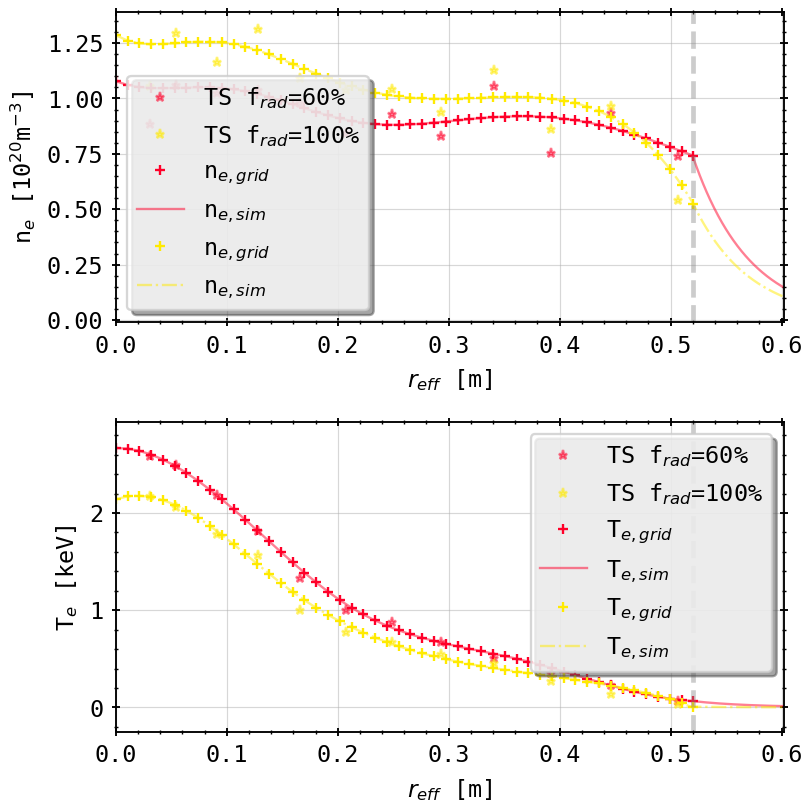 1.25
1.00
0.75
0.50
0.25
0.00
n_e [10^20 m^−3]
TS f_rad=60%
TS f_rad=100%
n_e,grid
n_e,sim
n_e,grid
n_e,sim
0.0 0.1 0.2 0.3 0.4 0.5 0.6
r_eff [m]
2
1
0
T_e [keV]
TS f_rad=60%
TS f_rad=100%
T_e,grid
T_e,sim
T_e,grid
T_e,sim
0.0 0.1 0.2 0.3 0.4 0.5 0.6
r_eff [m]